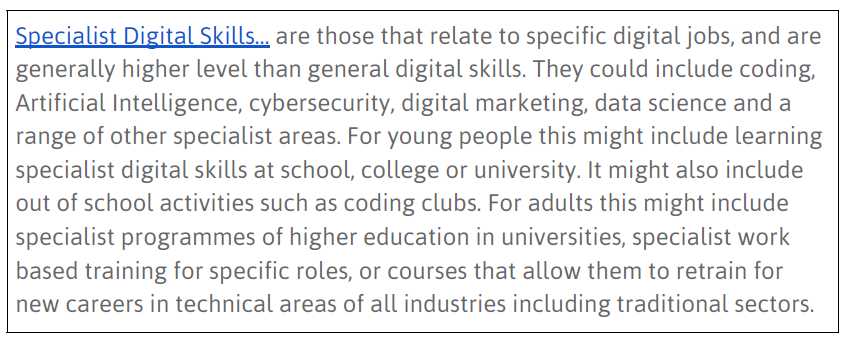 Specialist Digital Skills... are those that relate to specific digital jobs, and are
generally higher level than general digital skills. They could include coding,
Artificial Intelligence, cybersecurity, digital marketing, data science and a
range of other specialist areas. For young people this might include learning
specialist digital skills at school, college or university. It might also include
out of school activities such as coding clubs. For adults this might include
specialist programmes of higher education in universities, specialist work
based training for specific roles, or courses that allow them to retrain for
new careers in technical areas of all industries including traditional sectors.